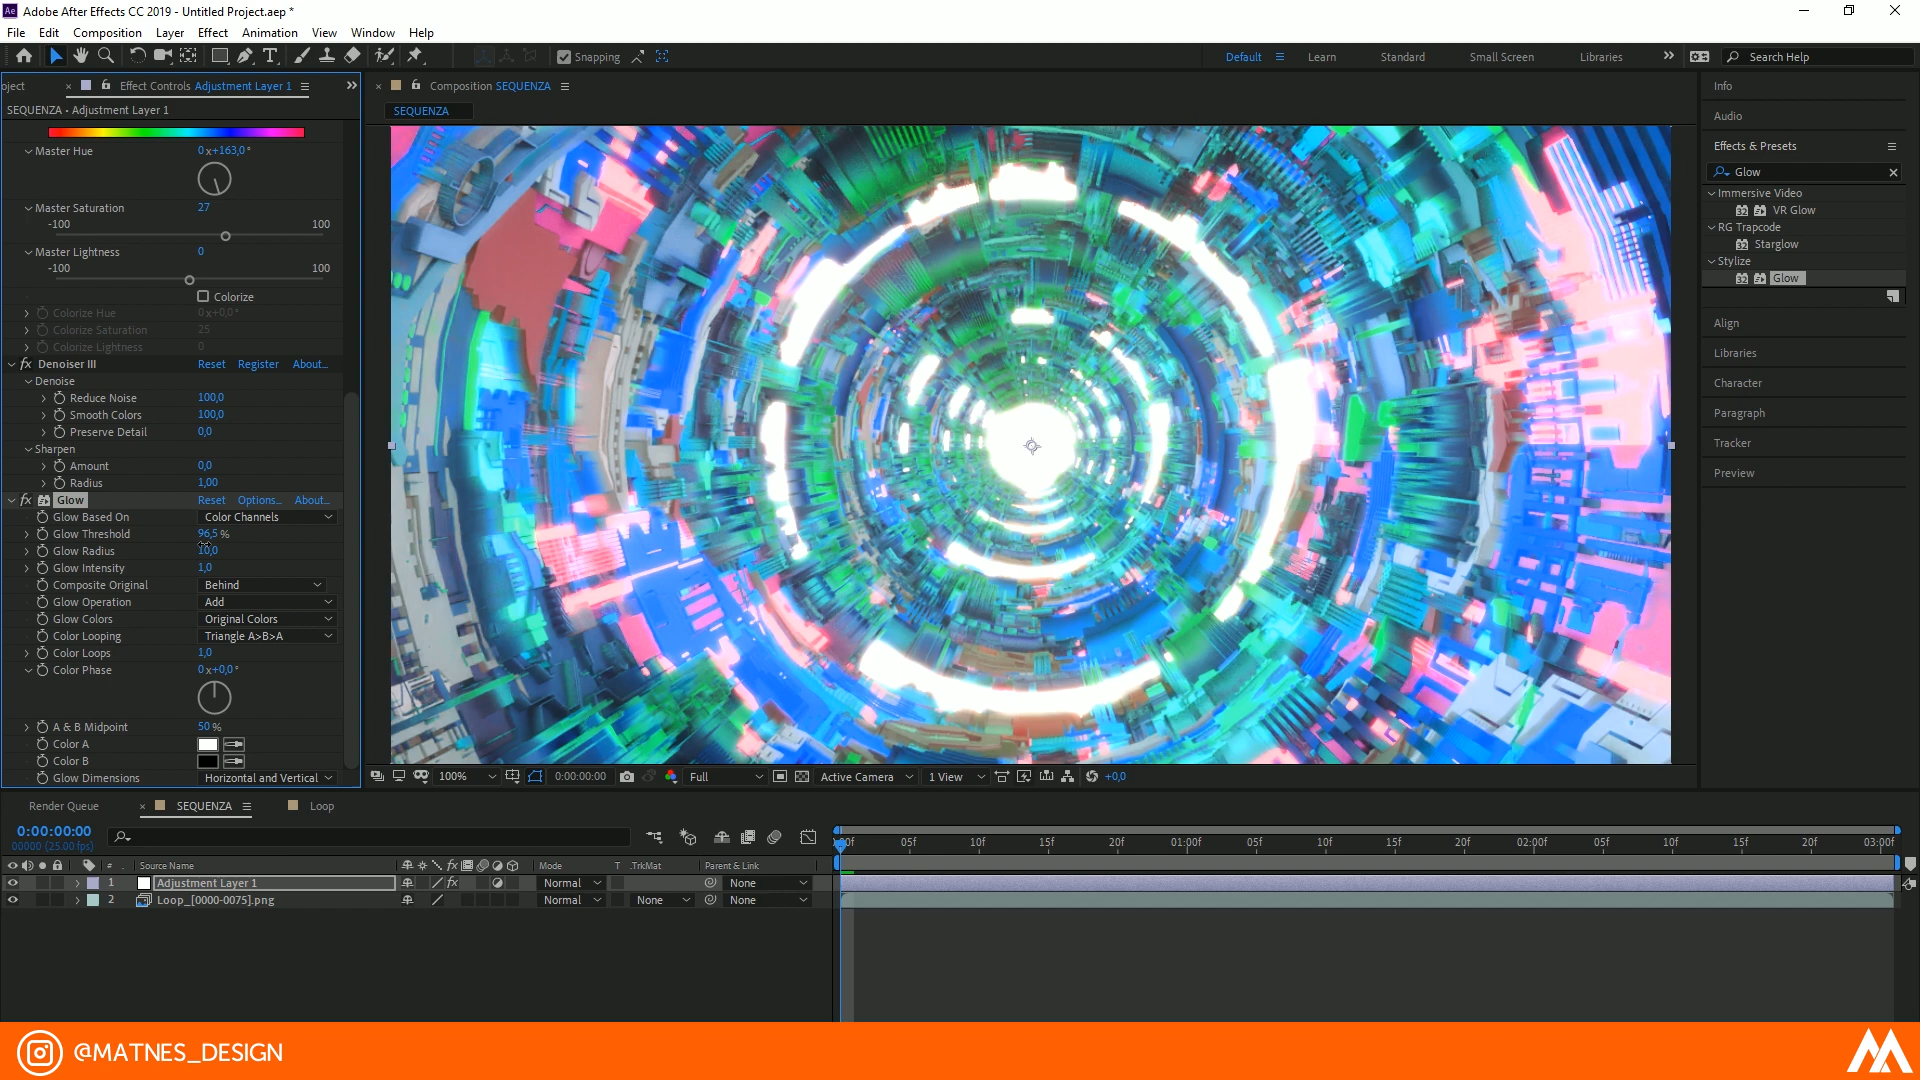 Ae Adobe After Effects CC 2019 - Untitled Project.aep *
File Edit Composition Layer Effect Animation View Window Help
Snapping
Default Learn Standard Small Screen Libraries Search Help
oject Effect Controls Adjustment Layer 1
SEQUENZA • Adjustment Layer 1
Master Hue 0x+163,0°
Master Saturation 27
-100 100
Master Lightness 0
-100 100
Colorize
Colorize Hue 0x+0,0°
Colorize Saturation 25
Colorize Lightness 0
fx Denoiser III Reset Register About...
Denoise
Reduce Noise 100,0
Smooth Colors 100,0
Preserve Detail 0,0
Sharpen
Amount 0,0
Radius 1,00
fx Glow Reset Options... About...
Glow Based On Color Channels
Glow Threshold 96,5 %
Glow Radius 10,0
Glow Intensity 1,0
Composite Original Behind
Glow Operation Add
Glow Colors Original Colors
Color Looping Triangle A>B>A
Color Loops 1,0
Color Phase 0x+0,0°
A & B Midpoint 50 %
Color A
Color B
Glow Dimensions Horizontal and Vertical
Composition SEQUENZA
SEQUENZA
100% 0:00:00:00 Full Active Camera 1 View +0,0
Info
Audio
Effects & Presets
Glow
Immersive Video
32 VR Glow
RG Trapcode
32 Starglow
Stylize
32 Glow
Align
Libraries
Character
Paragraph
Tracker
Preview
Render Queue SEQUENZA Loop
0:00:00:00
00000 (25.00 fps)
00f 05f 10f 15f 20f 01:00f 05f 10f 15f 20f 02:00f 05f 10f 15f 20f 03:00f
# Source Name fx Mode T .TrkMat Parent & Link
1 Adjustment Layer 1 fx Normal None
2 Loop_[0000-0075].png Normal None None
@MATNES_DESIGN